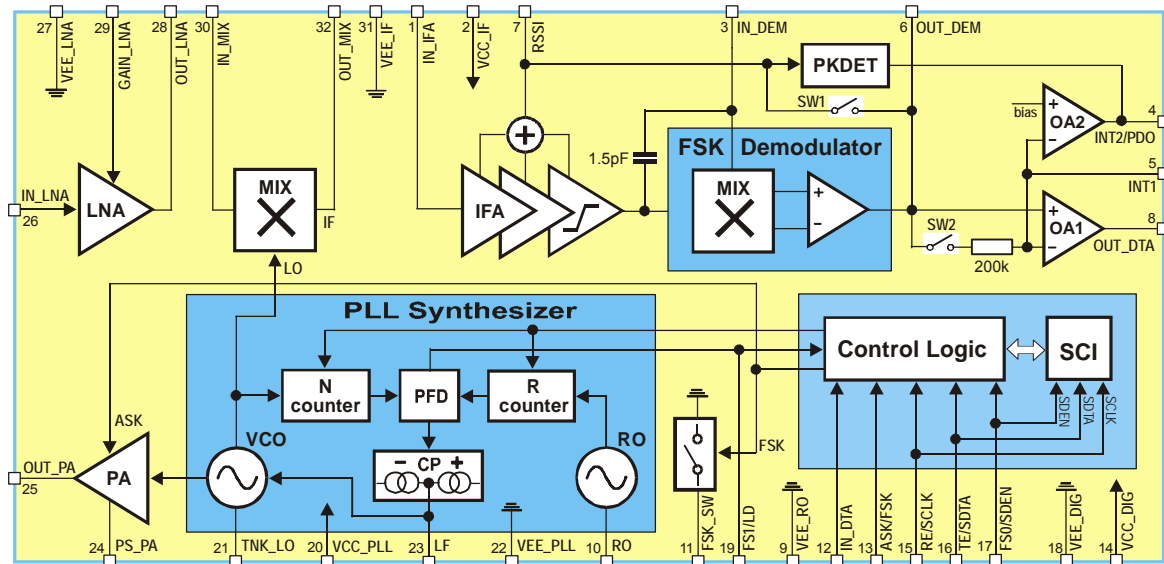 27 29 28 30 32 31 1 2 7 3 6
VEE_LNA
GAIN_LNA
OUT_LNA
IN_MIX
OUT_MIX
VEE_IF
IN_IFA
VCC_IF
RSSI
IN_DEM
OUT_DEM
PKDET
SW1
bias
+
−
OA2
4
INT2/PDO
5
INT1
1.5pF
FSK Demodulator
MIX
+
−
IN_LNA
26
LNA
MIX
IF
LO
+
IFA
SW2
200k
+
−
OA1
8
OUT_DTA
PLL Synthesizer
N counter
PFD
R counter
Control Logic
SCI
SDEN
SDTA
SCLK
ASK
VCO
− CP +
RO
FSK
OUT_PA
25
PA
24 PS_PA
21 TNK_LO
20 VCC_PLL
23 LF
22 VEE_PLL
10 RO
11 FSK_SW
19 FS1/LD
9 VEE_RO
12 IN_DTA
13 ASK/FSK
15 RE/SCLK
16 TE/SDTA
17 FS0/SDEN
18 VEE_DIG
14 VCC_DIG